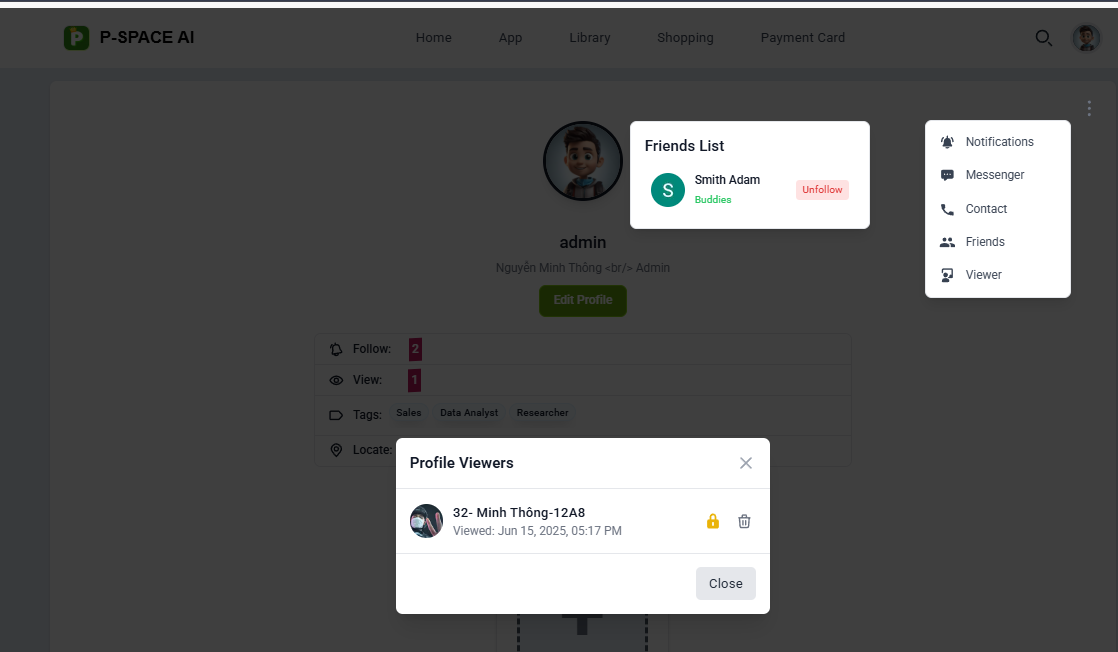 P-SPACE AI
Home App Library Shopping Payment Card
Friends List
S Smith Adam
Buddies
Unfollow
Notifications
Messenger
Contact
Friends
Viewer
admin
Nguyễn Minh Thông <br/> Admin
Edit Profile
Follow: 2
View: 1
Tags: Sales Data Analyst Researcher
Locate:
Profile Viewers
32- Minh Thông-12A8
Viewed: Jun 15, 2025, 05:17 PM
Close